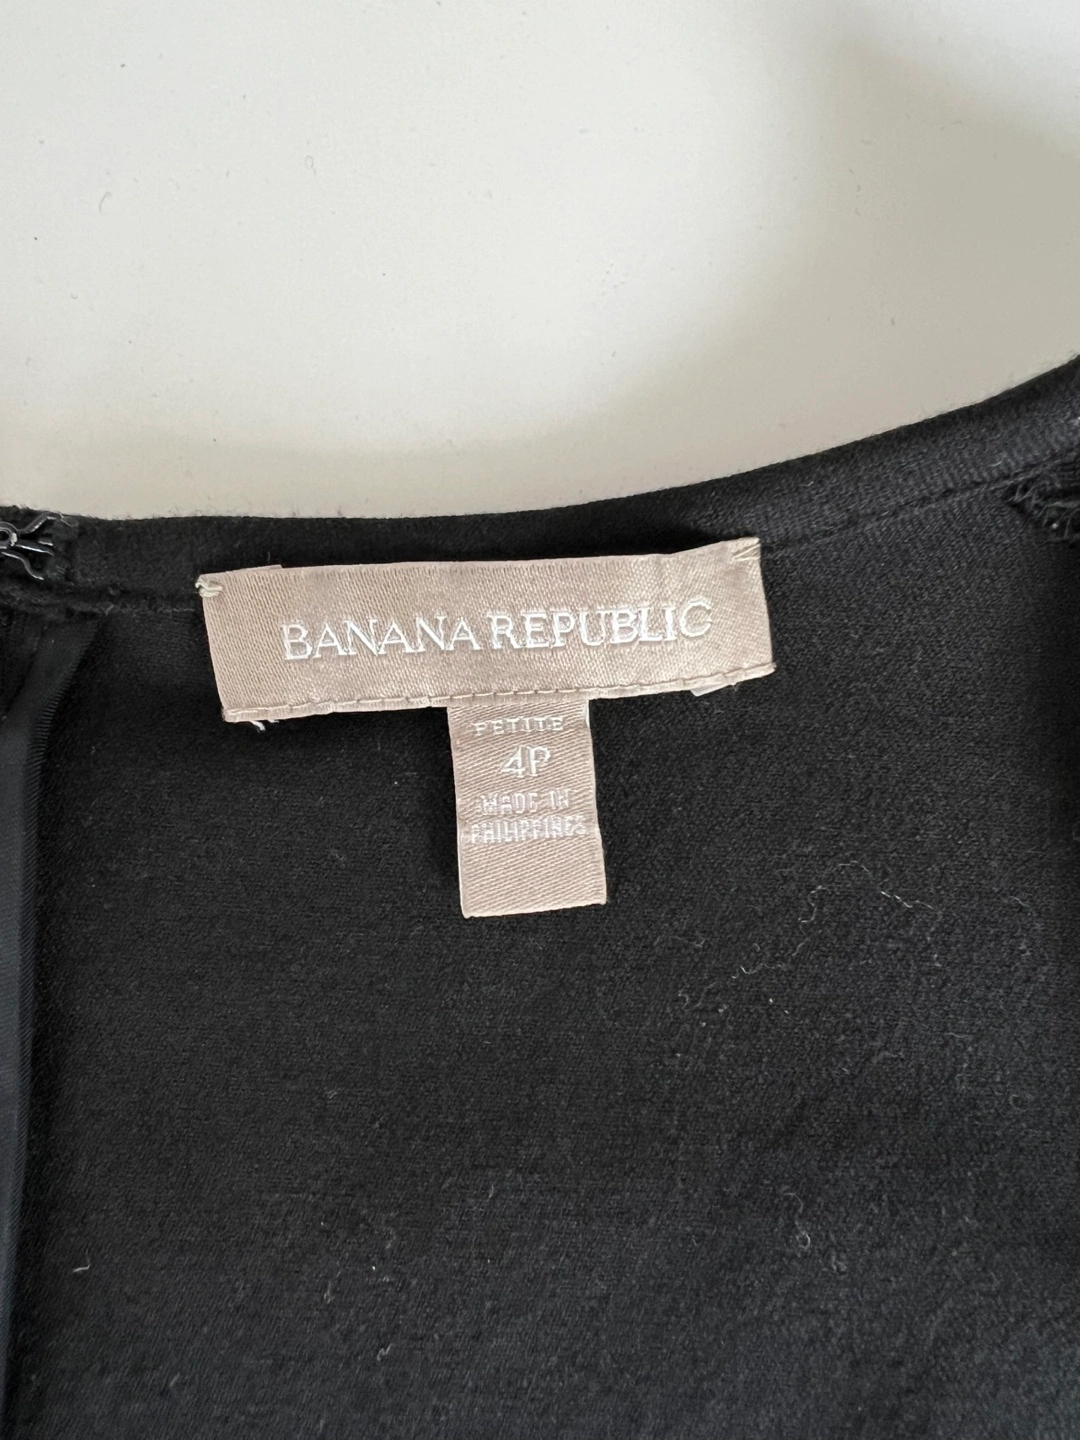 BANANA REPUBLIC
PETITE
4P
MADE IN
PHILIPPINES